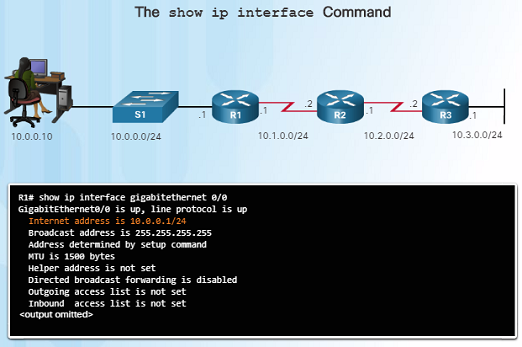 The show ip interface Command
S1
R1
R2
R3
.1
.1
.2
.1
.2
.1
10.0.0.10
10.0.0.0/24
10.1.0.0/24
10.2.0.0/24
10.3.0.0/24
R1# show ip interface gigabitethernet 0/0
GigabitEthernet0/0 is up, line protocol is up
Internet address is 10.0.0.1/24
Broadcast address is 255.255.255.255
Address determined by setup command
MTU is 1500 bytes
Helper address is not set
Directed broadcast forwarding is disabled
Outgoing access list is not set
Inbound  access list is not set
<output omitted>